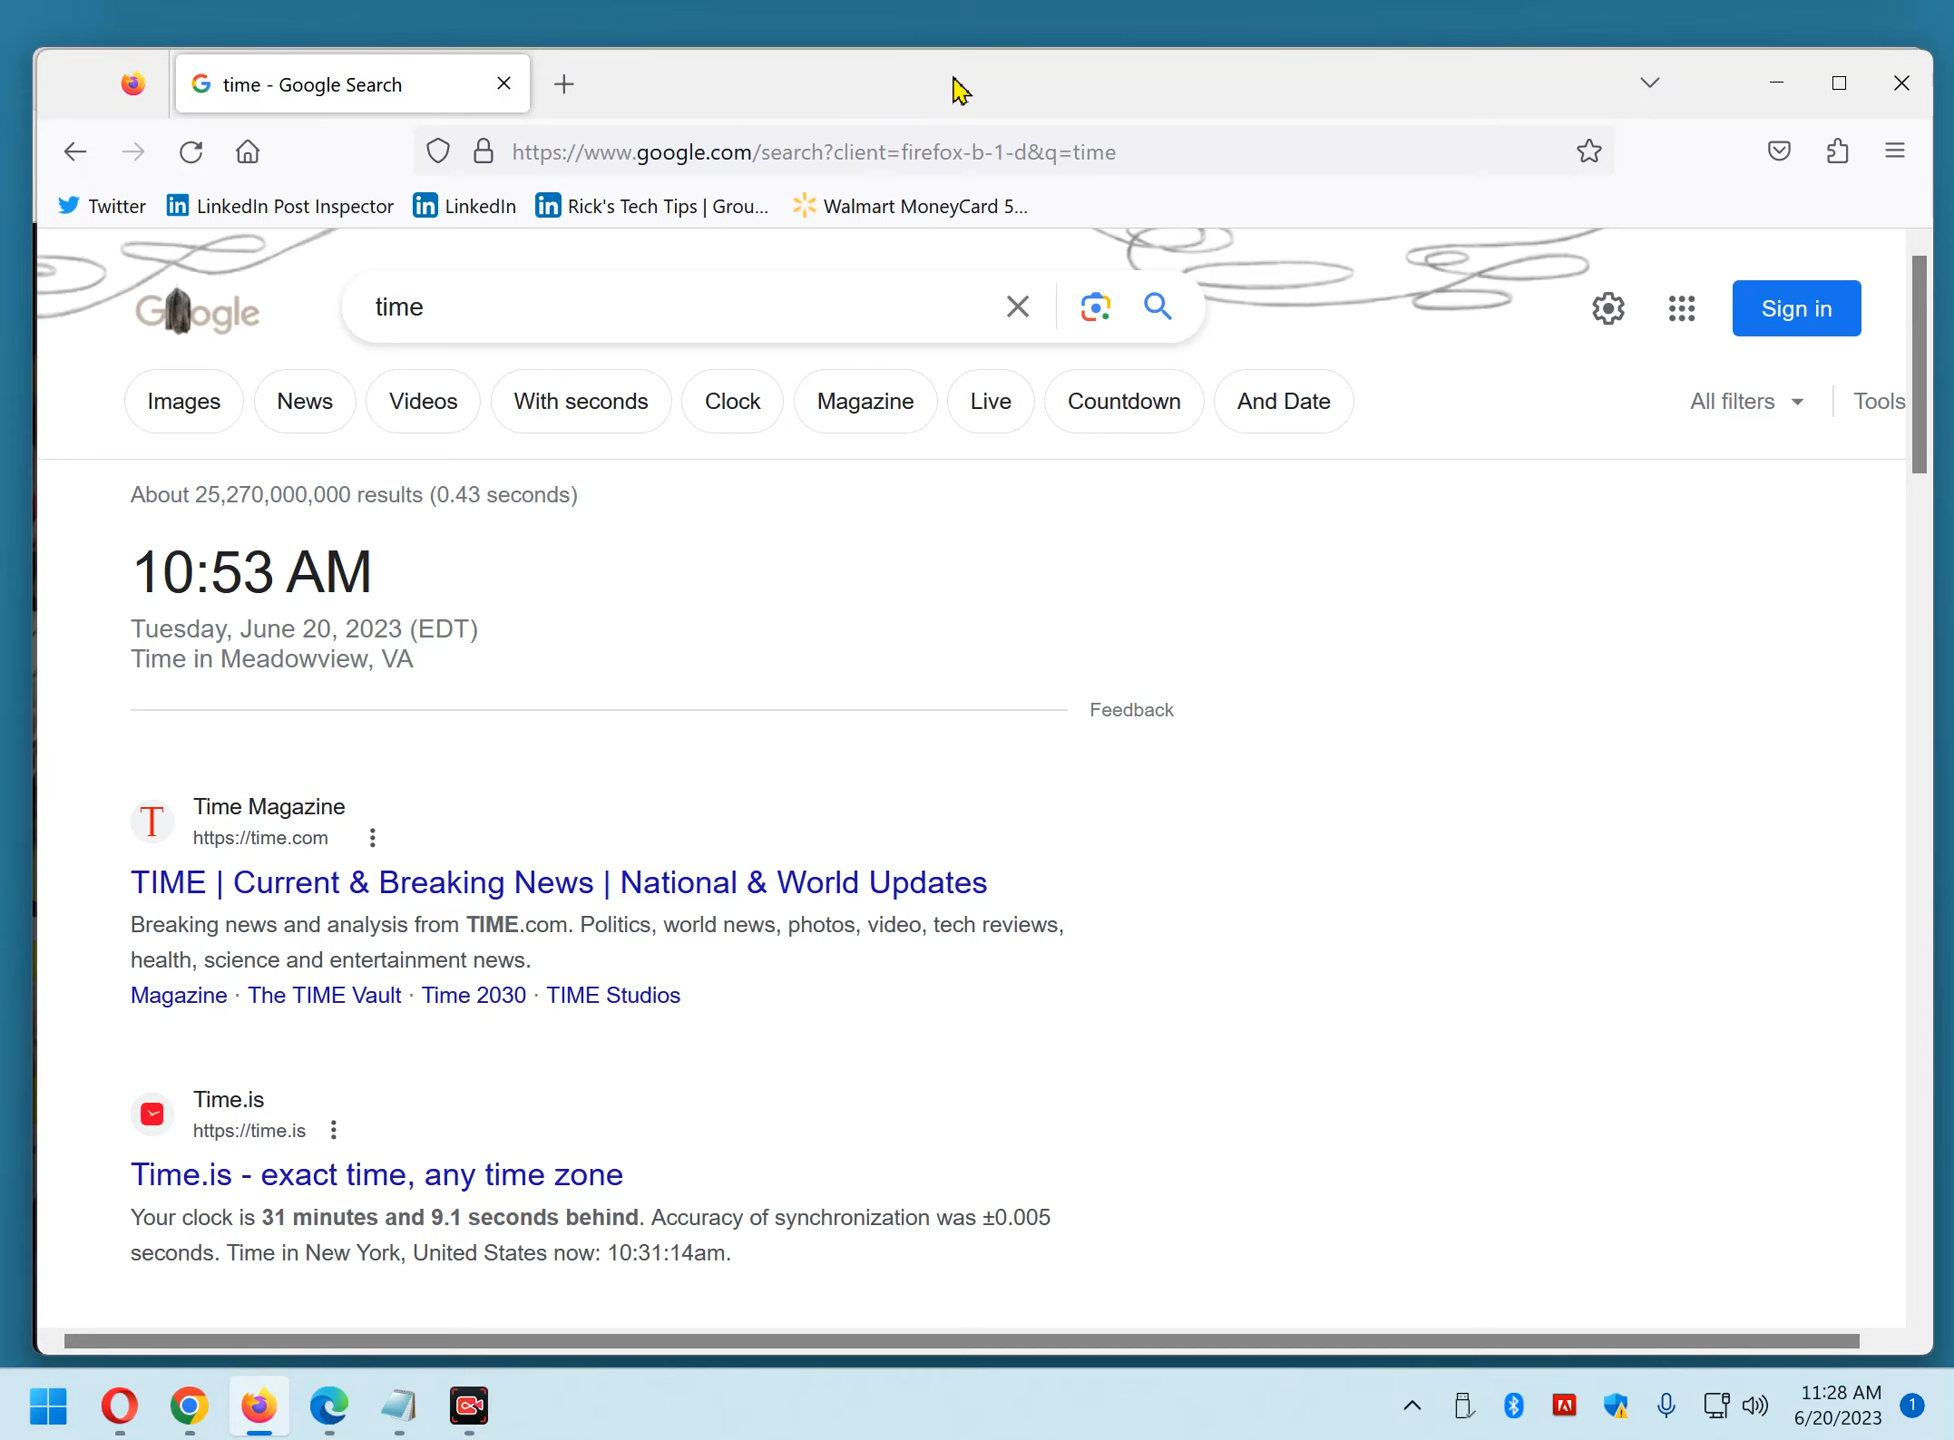 time - Google Search
https://www.google.com/search?client=firefox-b-1-d&q=time
Twitter
LinkedIn Post Inspector
LinkedIn
Rick's Tech Tips | Grou...
Walmart MoneyCard 5...
Google
time
Sign in
Images
News
Videos
With seconds
Clock
Magazine
Live
Countdown
And Date
All filters
Tools
About 25,270,000,000 results (0.43 seconds)
10:53 AM
Tuesday, June 20, 2023 (EDT)
Time in Meadowview, VA
Feedback
T
Time Magazine
https://time.com
TIME | Current & Breaking News | National & World Updates
Breaking news and analysis from TIME.com. Politics, world news, photos, video, tech reviews,
health, science and entertainment news.
Magazine · The TIME Vault · Time 2030 · TIME Studios
Time.is
https://time.is
Time.is - exact time, any time zone
Your clock is 31 minutes and 9.1 seconds behind. Accuracy of synchronization was ±0.005
seconds. Time in New York, United States now: 10:31:14am.
11:28 AM
6/20/2023
1